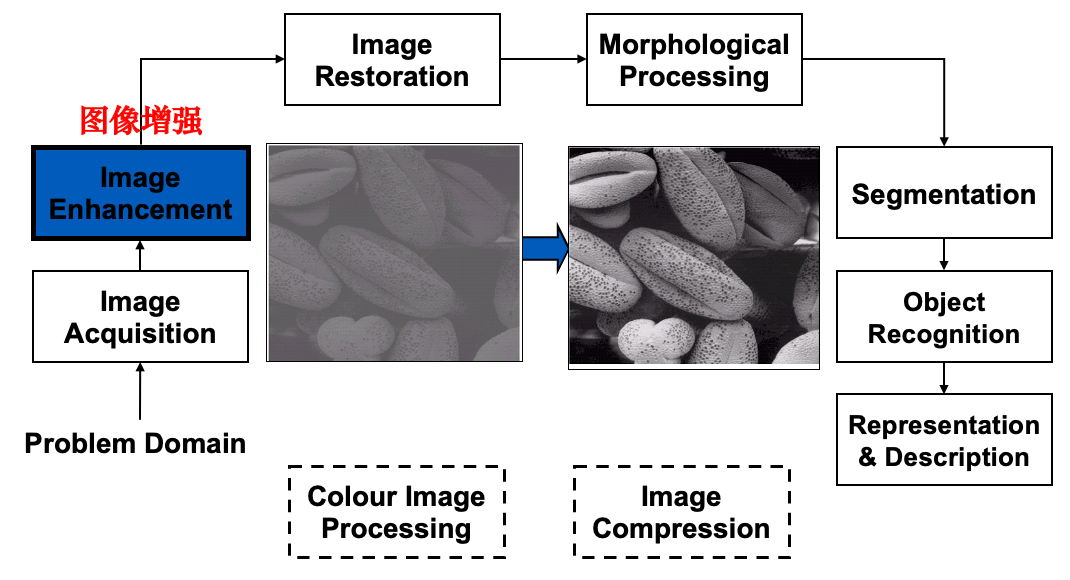 Image
Restoration
Morphological
Processing
图像增强
Image
Enhancement
Segmentation
Image
Acquisition
Object
Recognition
Problem Domain
Representation
& Description
Colour Image
Processing
Image
Compression